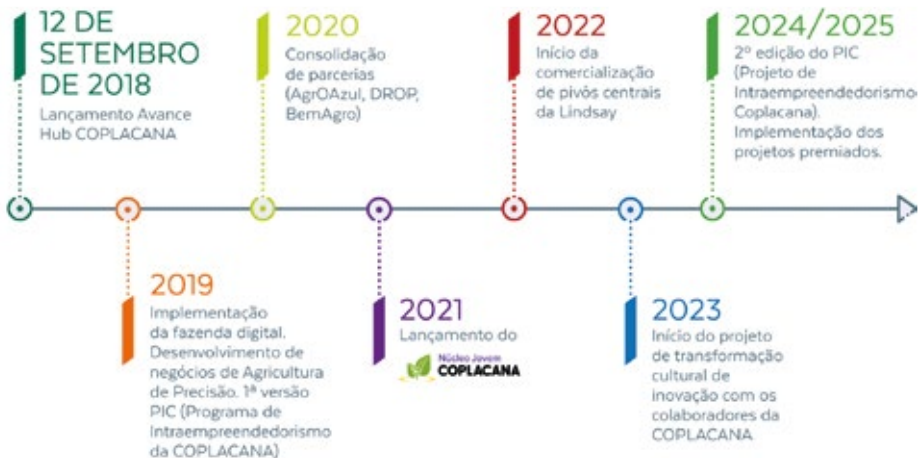 12 DE
SETEMBRO
DE 2018
Lançamento Avance
Hub COPLACANA
2019
Implementação
da fazenda digital.
Desenvolvimento de
negócios de Agricultura
de Precisão. 1ª versão
PIC (Programa de
Intraempreendedorismo
da COPLACANA)
2020
Consolidação
de parcerias
(AgrOAzul, DROP,
BemAgro)
2021
Lançamento do
Núcleo Jovem
COPLACANA
2022
Início da
comercialização
de pivôs centrais
da Lindsay
2023
Início do projeto
de transformação
cultural de
inovação com os
colaboradores da
COPLACANA
2024/2025
2º edição do PIC
(Projeto de
Intraempreendedorismo
Coplacana).
Implementação dos
projetos premiados.